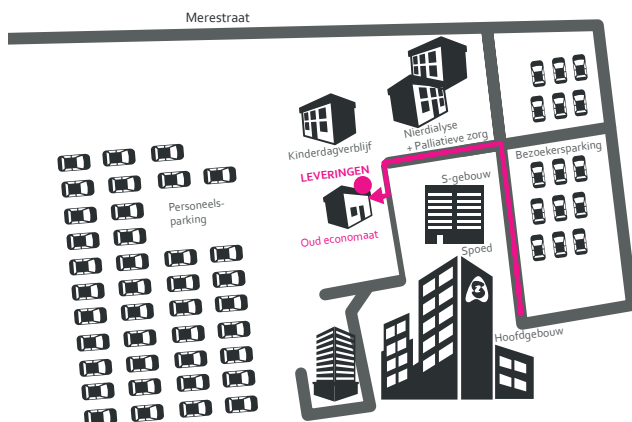 Merestraat
Kinderdagverblijf
Nierdialyse
+ Palliatieve zorg
Bezoekersparking
LEVERINGEN
S-gebouw
Personeels-
parking
Oud economaat
Spoed
Hoofdgebouw